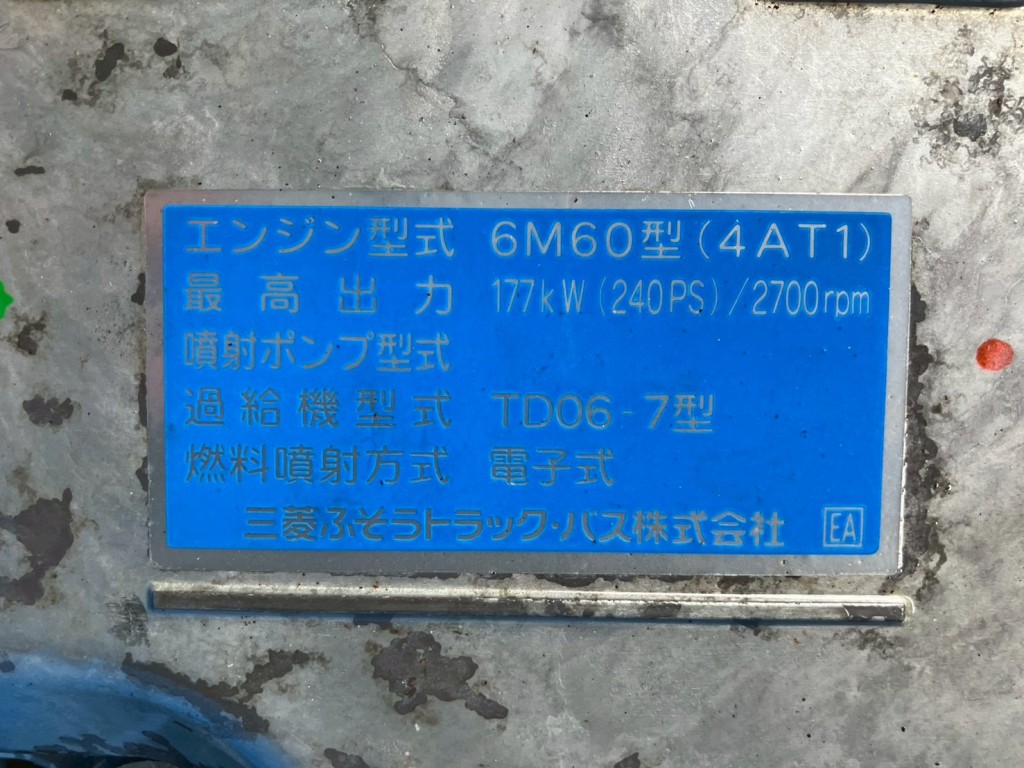 エンジン型式 6M60型(4AT1)
最高出力 177kW(240PS)/2700rpm
噴射ポンプ型式
過給機型式 TD06-7型
燃料噴射方式 電子式
三菱ふそうトラック・バス株式会社 EA